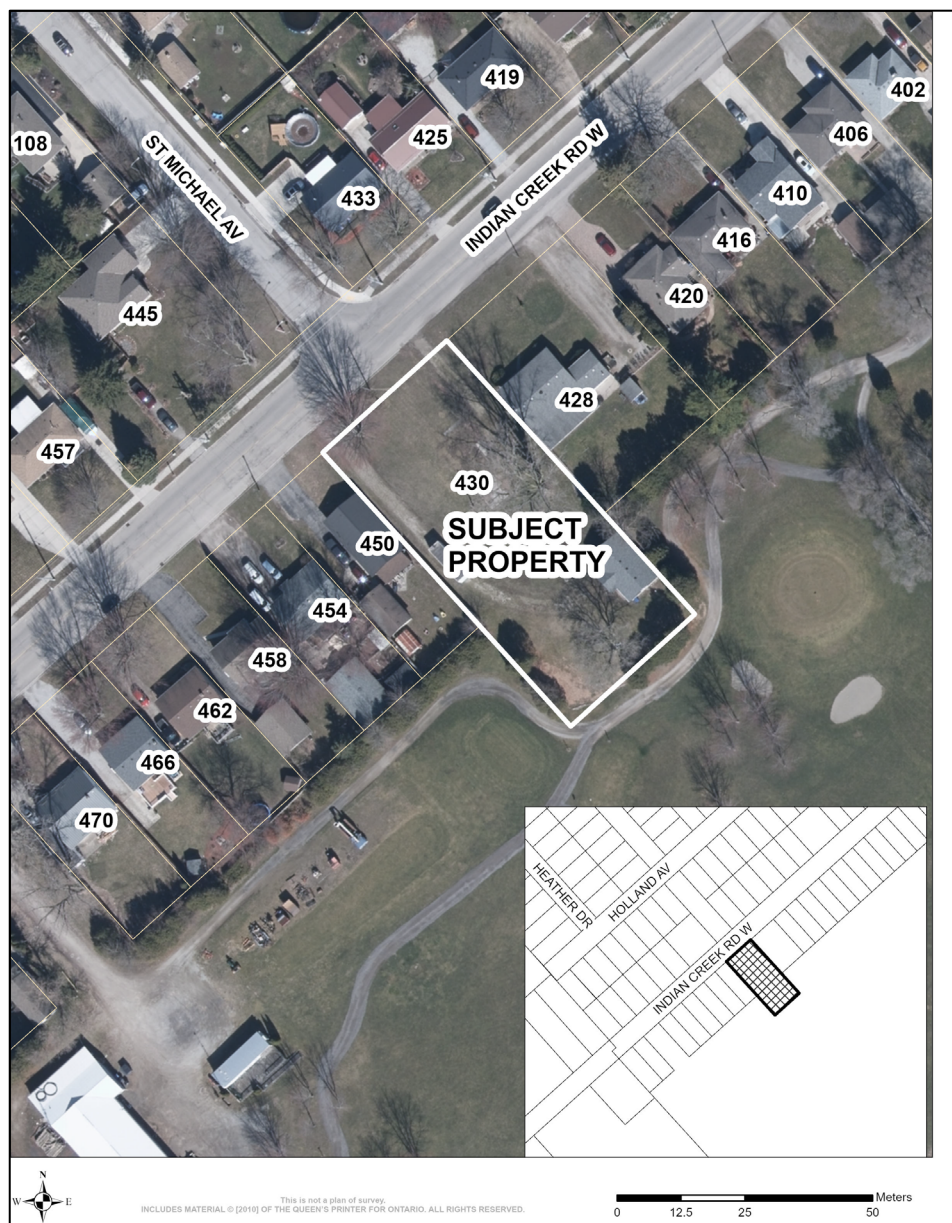 419
402
425
406
108
ST MICHAEL AV
INDIAN CREEK RD W
433
410
416
420
445
428
457
430
SUBJECT
PROPERTY
450
454
458
462
466
470
HEATHER DR
HOLLAND AV
INDIAN CREEK RD W
N
W E
S
This is not a plan of survey.
INCLUDES MATERIAL © [2010] OF THE QUEEN'S PRINTER FOR ONTARIO. ALL RIGHTS RESERVED.
Meters
0 12.5 25 50